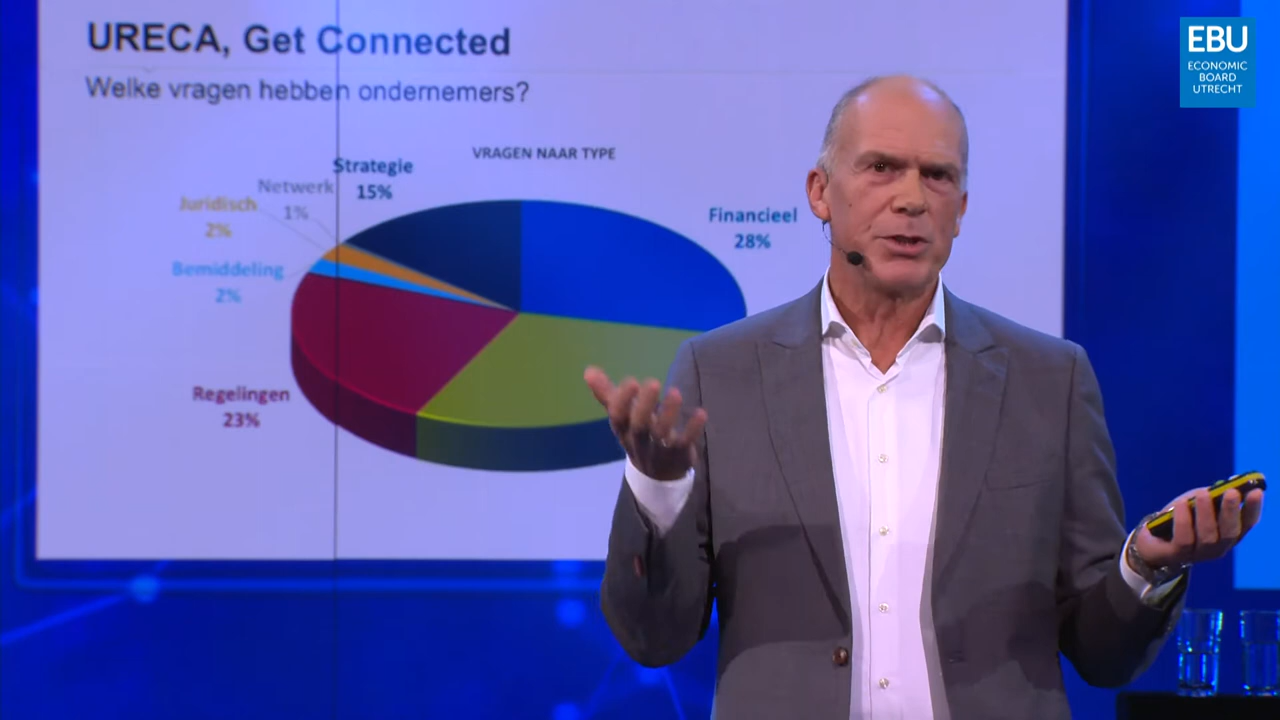 URECA, Get Connected
Welke vragen hebben ondernemers?
VRAGEN NAAR TYPE
Strategie
15%
Netwerk
1%
Juridisch
2%
Bemiddeling
2%
Regelingen
23%
Financieel
28%
EBU
ECONOMIC
BOARD
UTRECHT